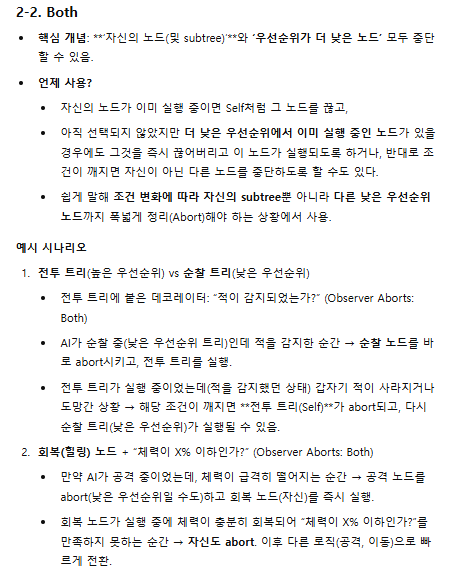 2-2. Both
• 핵심 개념: **'자신의 노드(및 subtree)'**와 '우선순위가 더 낮은 노드' 모두 중단
할 수 있음.
• 언제 사용?
• 자신의 노드가 이미 실행 중이면 Self처럼 그 노드를 끊고,
• 아직 선택되지 않았지만 더 낮은 우선순위에서 이미 실행 중인 노드가 있을
경우에도 그것을 즉시 끊어버리고 이 노드가 실행되도록 하거나, 반대로 조
건이 깨지면 자신이 아닌 다른 노드를 중단하도록 할 수도 있다.
• 쉽게 말해 조건 변화에 따라 자신의 subtree뿐 아니라 다른 낮은 우선순위
노드까지 폭넓게 정리(Abort)해야 하는 상황에서 사용.
예시 시나리오
1. 전투 트리(높은 우선순위) vs 순찰 트리(낮은 우선순위)
• 전투 트리에 붙은 데코레이터: “적이 감지되었는가?” (Observer Aborts:
Both)
• AI가 순찰 중(낮은 우선순위 트리)인데 적을 감지한 순간 → 순찰 노드를 바
로 abort시키고, 전투 트리를 실행.
• 전투 트리가 실행 중이었는데(적을 감지했던 상태) 갑자기 적이 사라지거나
도망간 상황 → 해당 조건이 깨지면 **전투 트리(Self)**가 abort되고, 다시
순찰 트리(낮은 우선순위)가 실행될 수 있음.
2. 회복(힐링) 노드 + “체력이 X% 이하인가?” (Observer Aborts: Both)
• 만약 AI가 공격 중이었는데, 체력이 급격히 떨어지는 순간 → 공격 노드를
abort(낮은 우선순위일 수도)하고 회복 노드(자신)를 즉시 실행.
• 회복 노드가 실행 중에 체력이 충분히 회복되어 “체력이 X% 이하인가?”를
만족하지 못하는 순간 → 자신도 abort. 이후 다른 로직(공격, 이동)으로 빠
르게 전환.